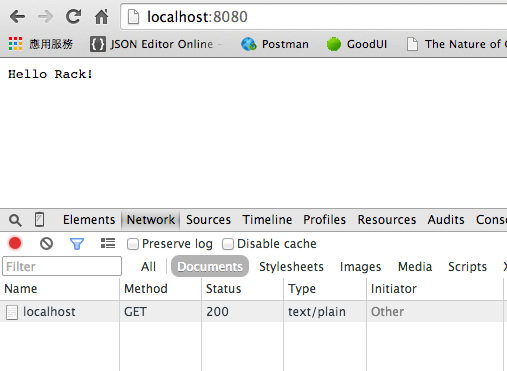 localhost:8080
應用服務 JSON Editor Online - Postman GoodUI The Nature of
Hello Rack!
Elements Network Sources Timeline Profiles Resources Audits Conso
Preserve log Disable cache
Filter All Documents Stylesheets Images Media Scripts
Name Method Status Type Initiator
localhost GET 200 text/plain Other